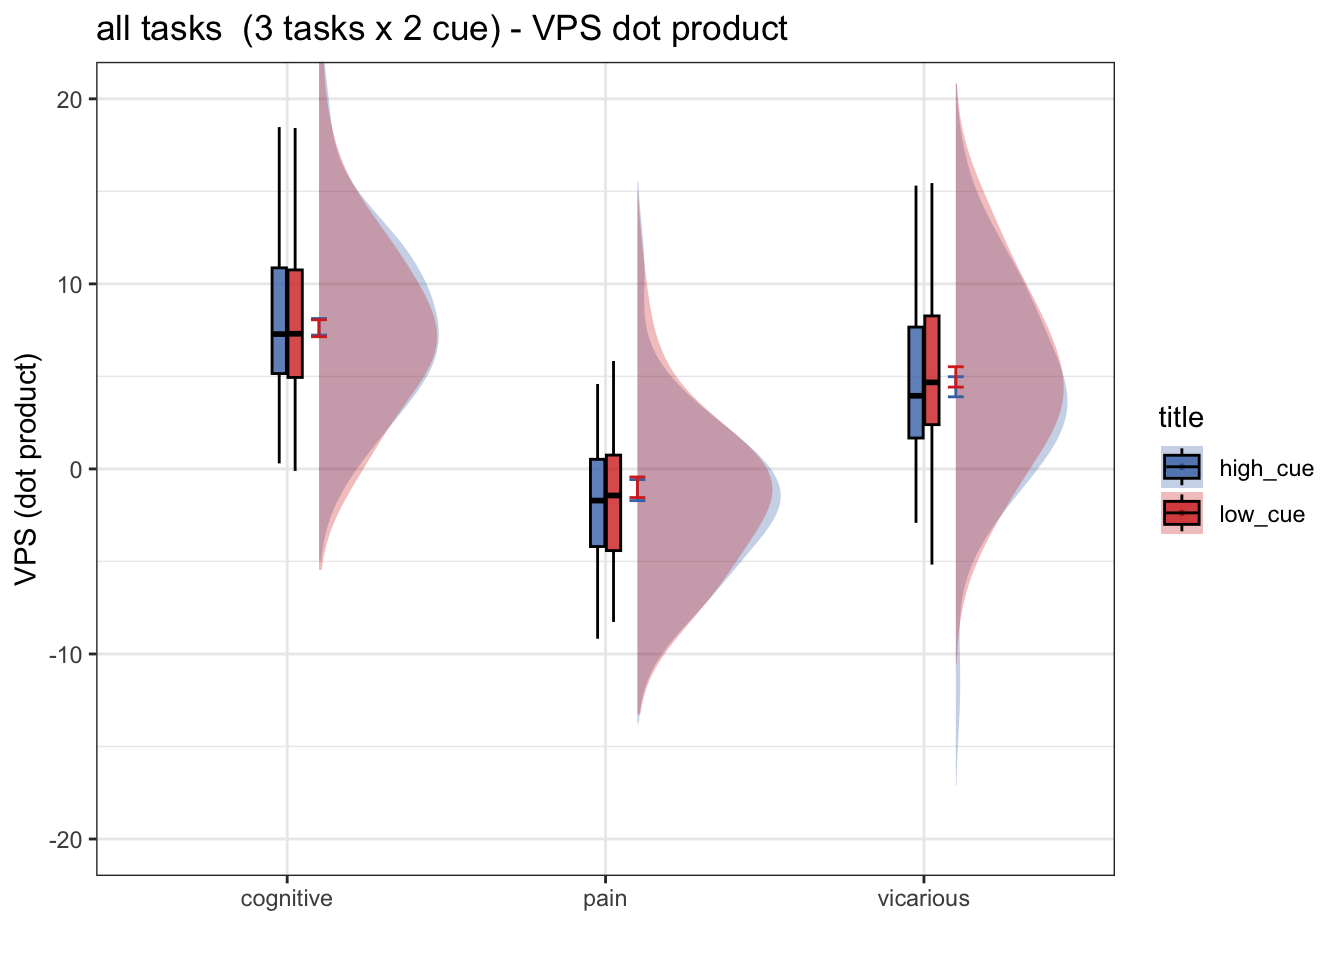 all tasks  (3 tasks x 2 cue) - VPS dot product
VPS (dot product)
20
10
0
-10
-20
cognitive
pain
vicarious
title
high_cue
low_cue